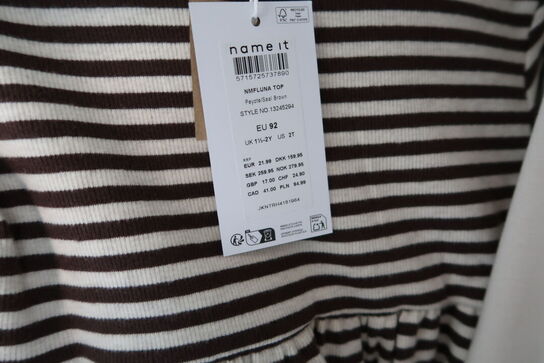 name it
5715725737890
NMFLUNA TOP
Peyote/Seal Brown
STYLE NO.13245294
EU 92
UK 1½-2Y US 2T
RRP
EUR 21.99 DKK 159.95
SEK 259.95 NOK 279.95
GBP 17.00 CHF 24.90
CAD 41.00 PLN 84.99
JKNTRH4151964
FSC